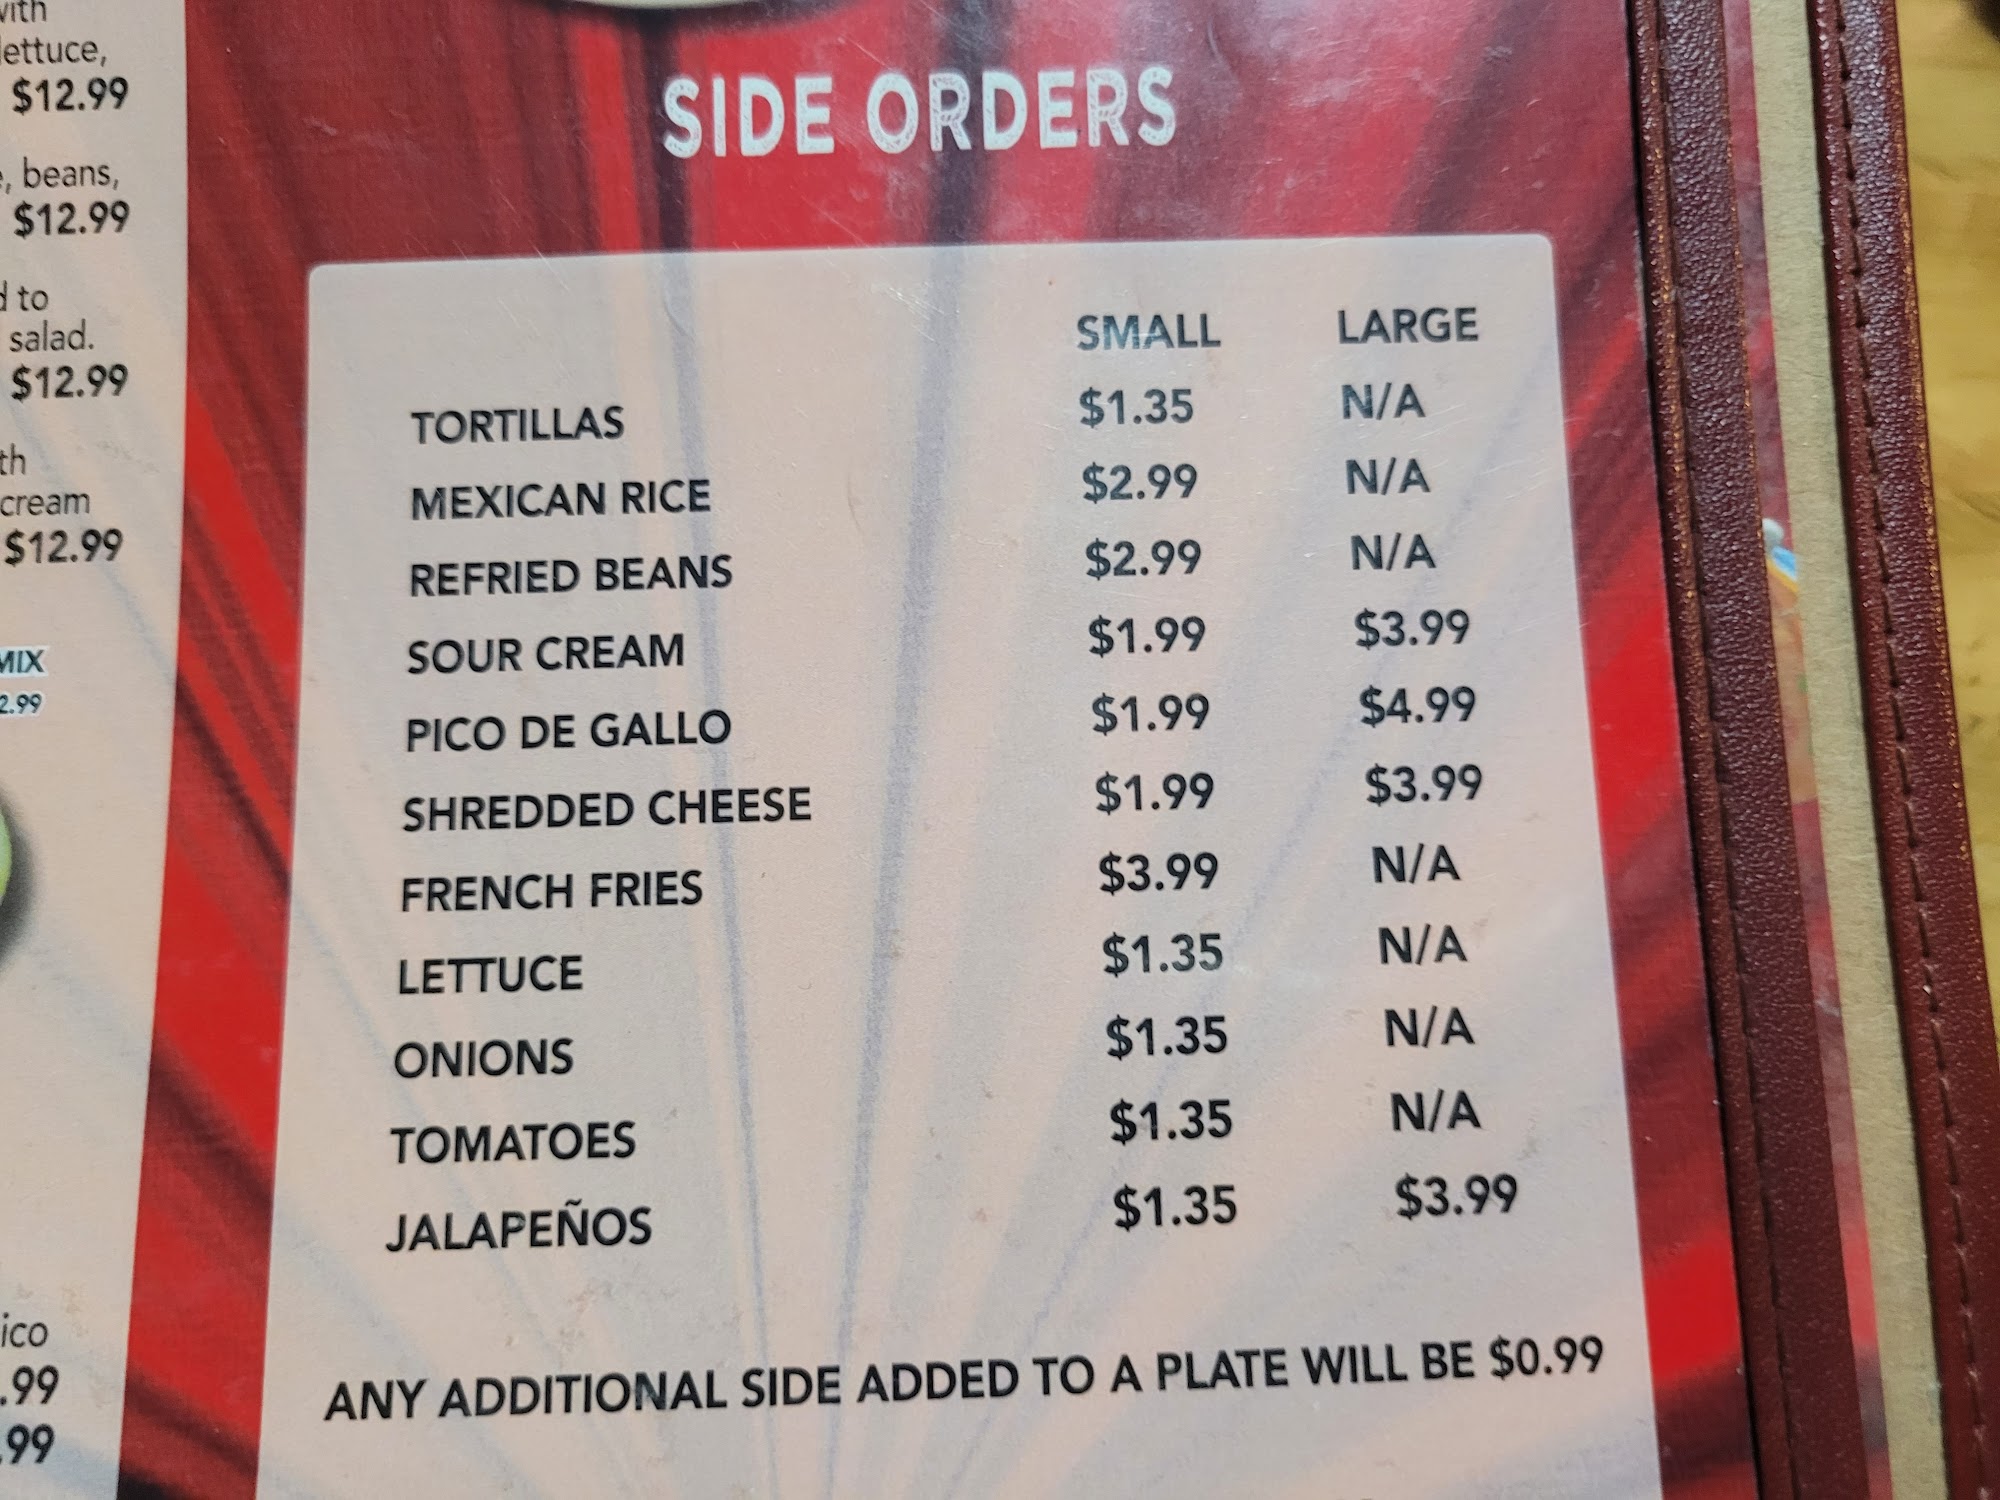 with
lettuce,
$12.99
, beans,
$12.99
to
salad.
$12.99
th
cream
$12.99
MIX
2.99
ico
.99
.99
SIDE ORDERS
SMALL LARGE
TORTILLAS $1.35 N/A
MEXICAN RICE $2.99 N/A
REFRIED BEANS $2.99 N/A
SOUR CREAM $1.99 $3.99
PICO DE GALLO $1.99 $4.99
SHREDDED CHEESE $1.99 $3.99
FRENCH FRIES $3.99 N/A
LETTUCE $1.35 N/A
ONIONS $1.35 N/A
TOMATOES $1.35 N/A
JALAPEÑOS $1.35 $3.99
ANY ADDITIONAL SIDE ADDED TO A PLATE WILL BE $0.99